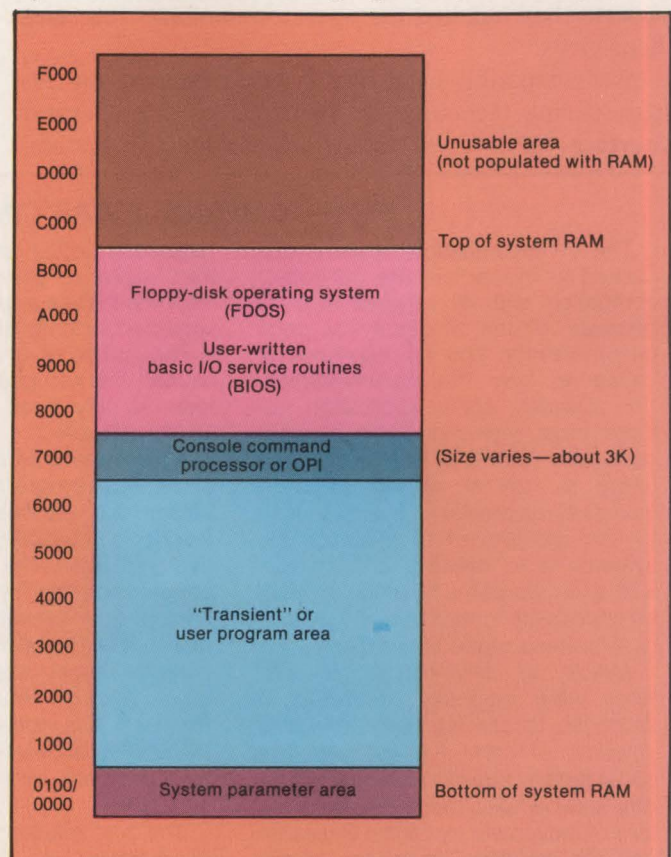 F000
E000
D000
Unusable area
(not populated with RAM)
C000
Top of system RAM
B000
Floppy-disk operating system
(FDOS)
A000
User-written
basic I/O service routines
(BIOS)
9000
8000
Console command
processor or OPI
7000
(Size varies—about 3K)
6000
5000
4000
"Transient" or
user program area
3000
2000
1000
0100/
0000
System parameter area
Bottom of system RAM